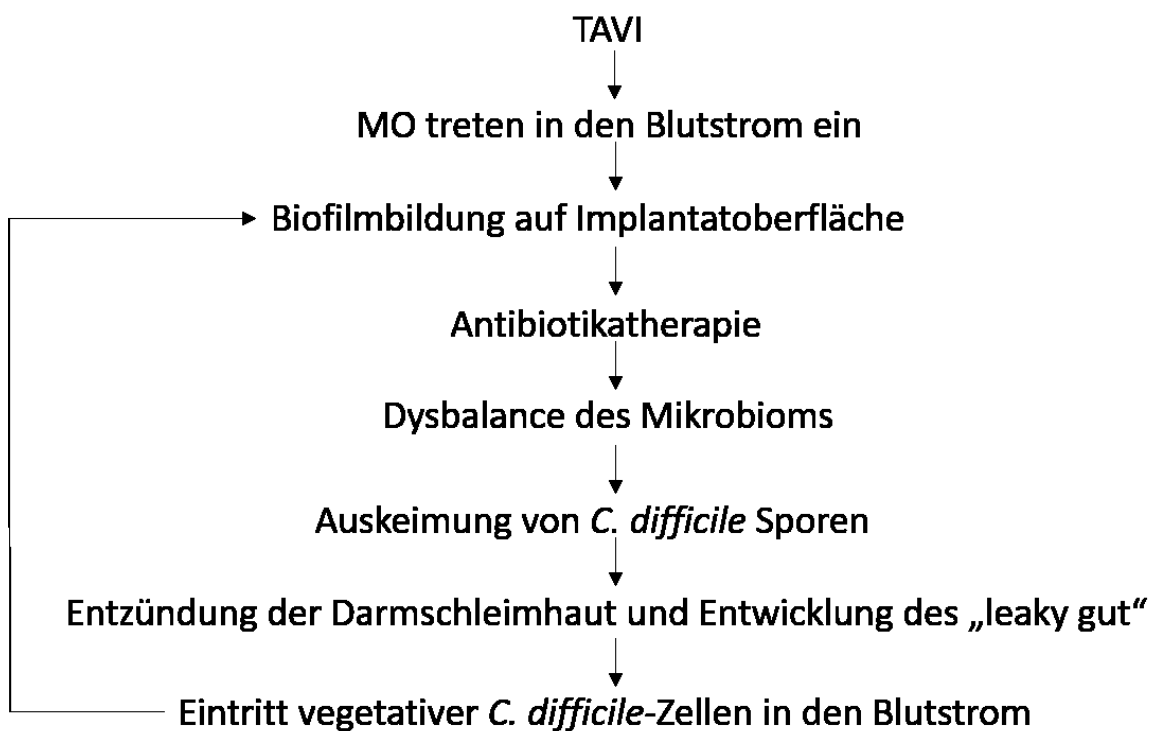 TAVI
MO treten in den Blutstrom ein
Biofilmbildung auf Implantatoberfläche
Antibiotikatherapie
Dysbalance des Mikrobioms
Auskeimung von C. difficile Sporen
Entzündung der Darmschleimhaut und Entwicklung des „leaky gut“
Eintritt vegetativer C. difficile-Zellen in den Blutstrom